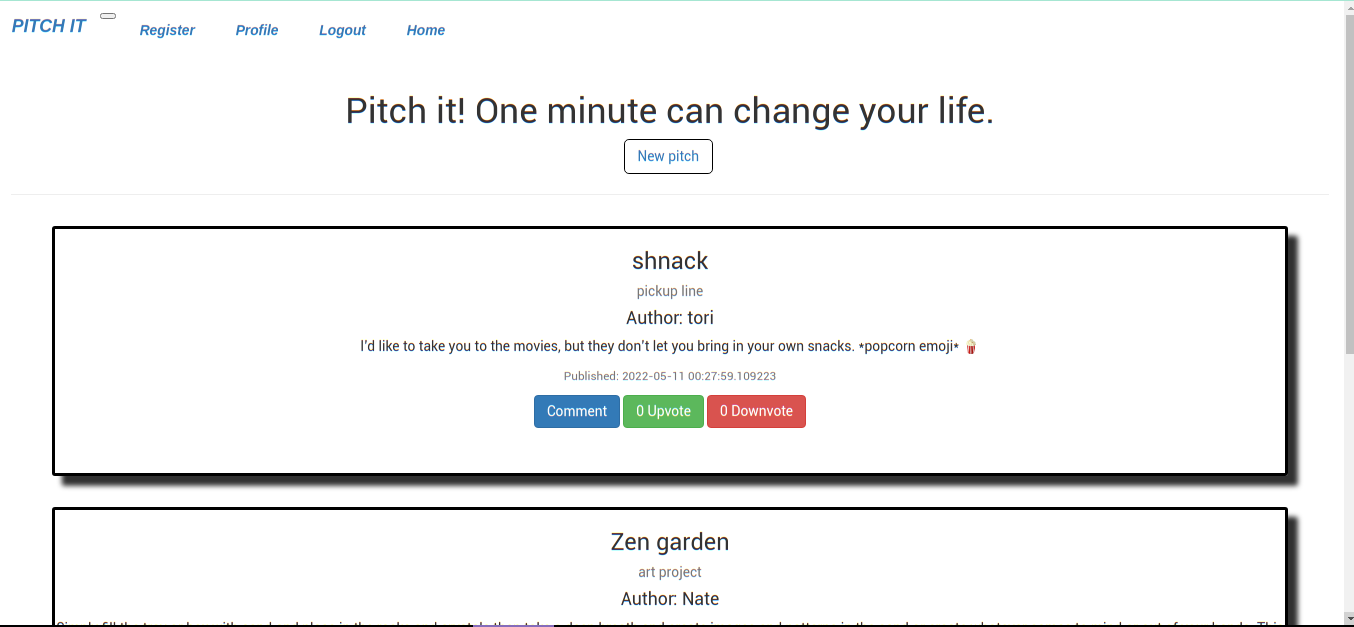 PITCH IT
Register Profile Logout Home
Pitch it! One minute can change your life.
New pitch
shnack
pickup line
Author: tori
I'd like to take you to the movies, but they don't let you bring in your own snacks. *popcorn emoji* 🍿
Published: 2022-05-11 00:27:59.109223
Comment 0 Upvote 0 Downvote
Zen garden
art project
Author: Nate